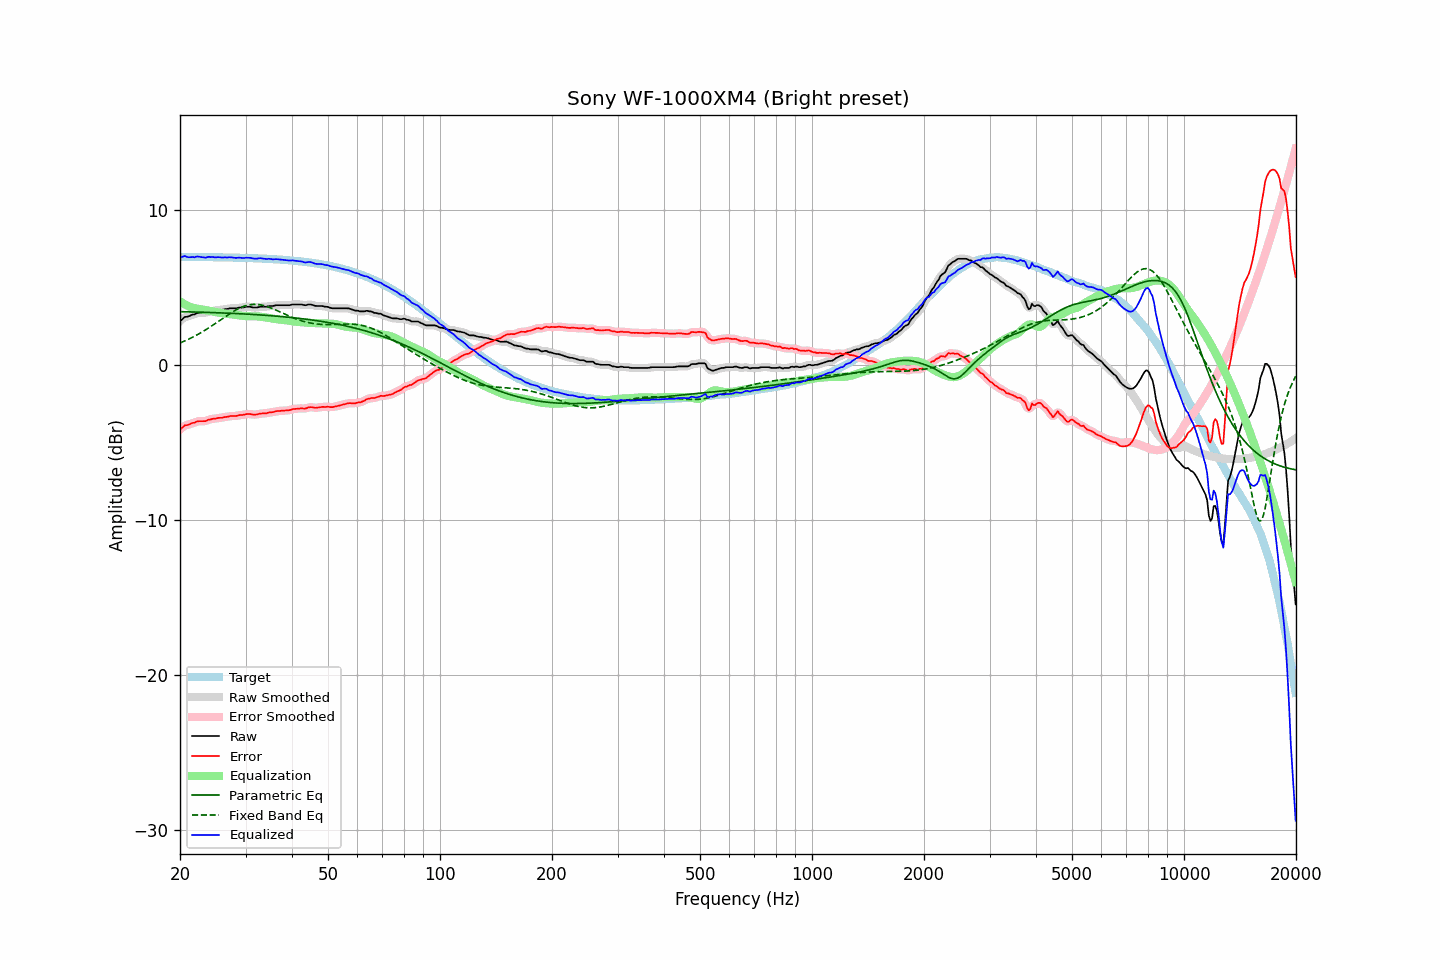 Sony WF-1000XM4 (Bright preset)
Amplitude (dBr)
10
0
−10
−20
−30
Target
Raw Smoothed
Error Smoothed
Raw
Error
Equalization
Parametric Eq
Fixed Band Eq
Equalized
20 50 100 200 500 1000 2000 5000 10000 20000
Frequency (Hz)